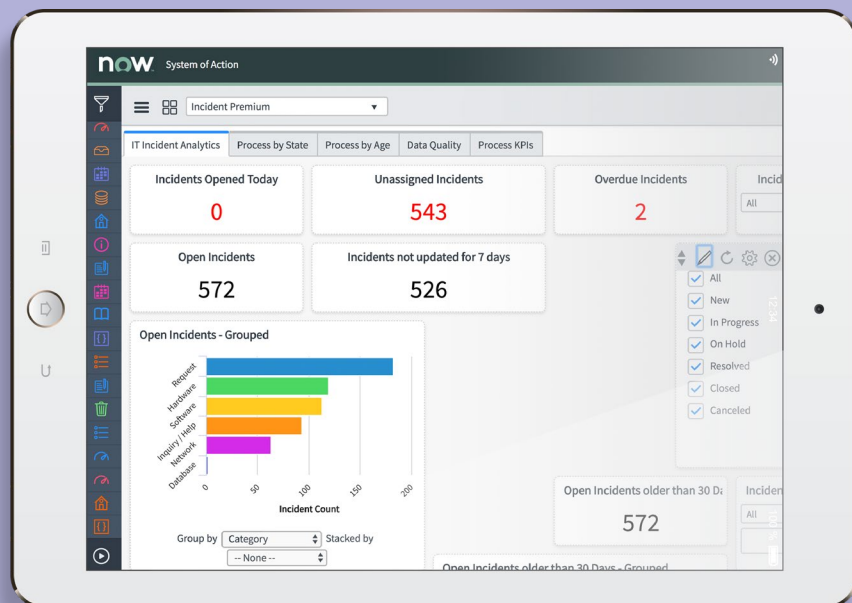 now System of Action
Incident Premium
IT Incident Analytics Process by State Process by Age Data Quality Process KPIs
Incidents Opened Today Unassigned Incidents Overdue Incidents Incid
0 543 2 All
Open Incidents Incidents not updated for 7 days
572 526
All
New
In Progress
On Hold
Resolved
Closed
Canceled
12:34
Open Incidents - Grouped
Request
Hardware
Software
Inquiry / Help
Network
Database
0 50 100 150 200
Incident Count
Group by Category Stacked by
-- None --
Open Incidents older than 30 Da Inciden
572 All
Open Incidents older than 30 Days - Grouped